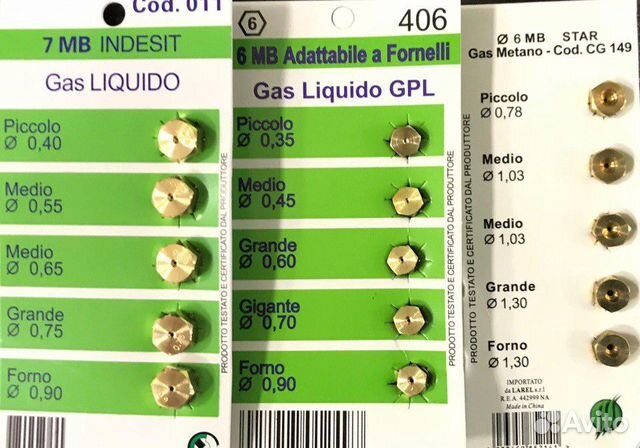 Cod. 011
7 MB INDESIT
Gas LIQUIDO
Piccolo
Ø 0,40
Medio
Ø 0,55
Medio
Ø 0,65
Grande
Ø 0,75
Forno
Ø 0,90
PRODOTTO TESTATO E CERTIFICATO DAL PRODUTTORE
6
406
6 MB Adattabile a Fornelli
Gas Liquido GPL
Piccolo
Ø 0,35
Medio
Ø 0,45
Grande
Ø 0,60
Gigante
Ø 0,70
Forno
Ø 0,90
PRODOTTO TESTATO E CERTIFICATO DAL PRODUTTORE
Ø 6 MB STAR
Gas Metano - Cod. CG 149
Piccolo
Ø 0,78
Medio
Ø 1,03
Medio
Ø 1,03
Grande
Ø 1,30
Forno
Ø 1,30
IMPORTATO
da LAREL s.r.l
R.E.A. 442999 NA
Made in China
Avito